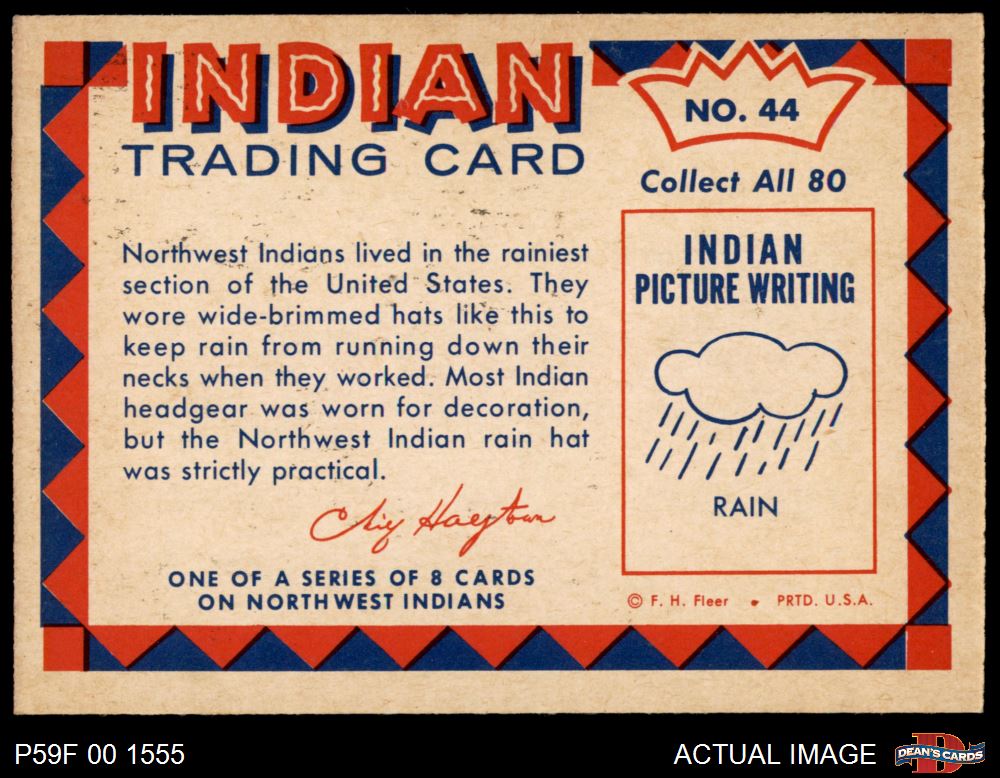 INDIAN
TRADING CARD
NO. 44
Collect All 80
Northwest Indians lived in the rainiest
section of the United States. They
wore wide-brimmed hats like this to
keep rain from running down their
necks when they worked. Most Indian
headgear was worn for decoration,
but the Northwest Indian rain hat
was strictly practical.
Chief Hagstrom
ONE OF A SERIES OF 8 CARDS
ON NORTHWEST INDIANS
INDIAN
PICTURE WRITING
RAIN
© F. H. Fleer • PRTD. U.S.A.
P59F 00 1555
ACTUAL IMAGE
D
DEAN'S CARDS